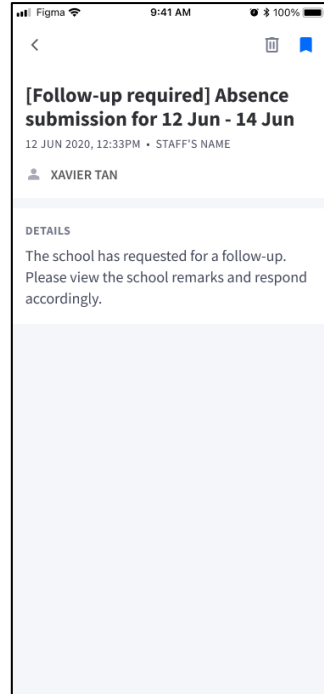 Figma 9:41 AM 100%
[Follow-up required] Absence
submission for 12 Jun - 14 Jun
12 JUN 2020, 12:33PM • STAFF'S NAME
XAVIER TAN
DETAILS
The school has requested for a follow-up.
Please view the school remarks and respond
accordingly.